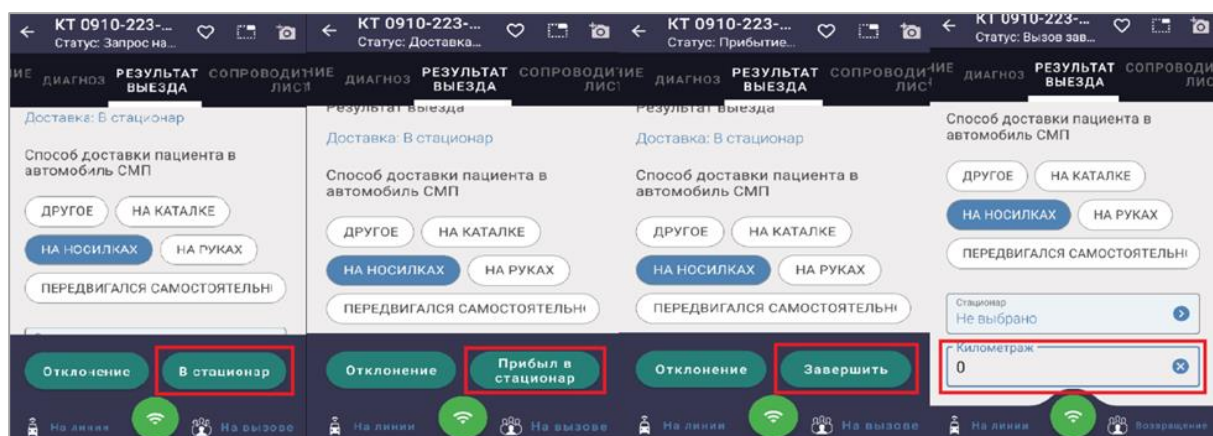 КТ 0910-223-...
Статус: Запрос на...
ИЕ
ДИАГНОЗ
РЕЗУЛЬТАТ
ВЫЕЗДА
СОПРОВОДИТ
ЛИСТ
Доставка: В стационар
Способ доставки пациента в
автомобиль СМП
ДРУГОЕ
НА КАТАЛКЕ
НА НОСИЛКАХ
НА РУКАХ
ПЕРЕДВИГАЛСЯ САМОСТОЯТЕЛЬН
Отклонение
В стационар
На линии
На вызове
КТ 0910-223-...
Статус: Доставка...
НИЕ
ДИАГНОЗ
РЕЗУЛЬТАТ
ВЫЕЗДА
СОПРОВОДИТ
ЛИСТ
Результат выезда
Доставка: В стационар
Способ доставки пациента в
автомобиль СМП
ДРУГОЕ
НА КАТАЛКЕ
НА НОСИЛКАХ
НА РУКАХ
ПЕРЕДВИГАЛСЯ САМОСТОЯТЕЛЬН
Отклонение
Прибыл в
стационар
На линии
На вызове
КТ 0910-223-...
Статус: Прибытие...
ИЕ
ДИАГНОЗ
РЕЗУЛЬТАТ
ВЫЕЗДА
СОПРОВОДИ
ЛИСТ
Результат выезда
Доставка: В стационар
Способ доставки пациента в
автомобиль СМП
ДРУГОЕ
НА КАТАЛКЕ
НА НОСИЛКАХ
НА РУКАХ
ПЕРЕДВИГАЛСЯ САМОСТОЯТЕЛЬН
Отклонение
Завершить
На линии
На вызове
КТ 0910-223-...
Статус: Вызов зав...
ИЕ
ДИАГНОЗ
РЕЗУЛЬТАТ
ВЫЕЗДА
СОПРОВОДИ
ЛИС
Способ доставки пациента в
автомобиль СМП
ДРУГОЕ
НА КАТАЛКЕ
НА НОСИЛКАХ
НА РУКАХ
ПЕРЕДВИГАЛСЯ САМОСТОЯТЕЛЬН
Стационар
Не выбрано
Километраж
0
На линии
Возвращение